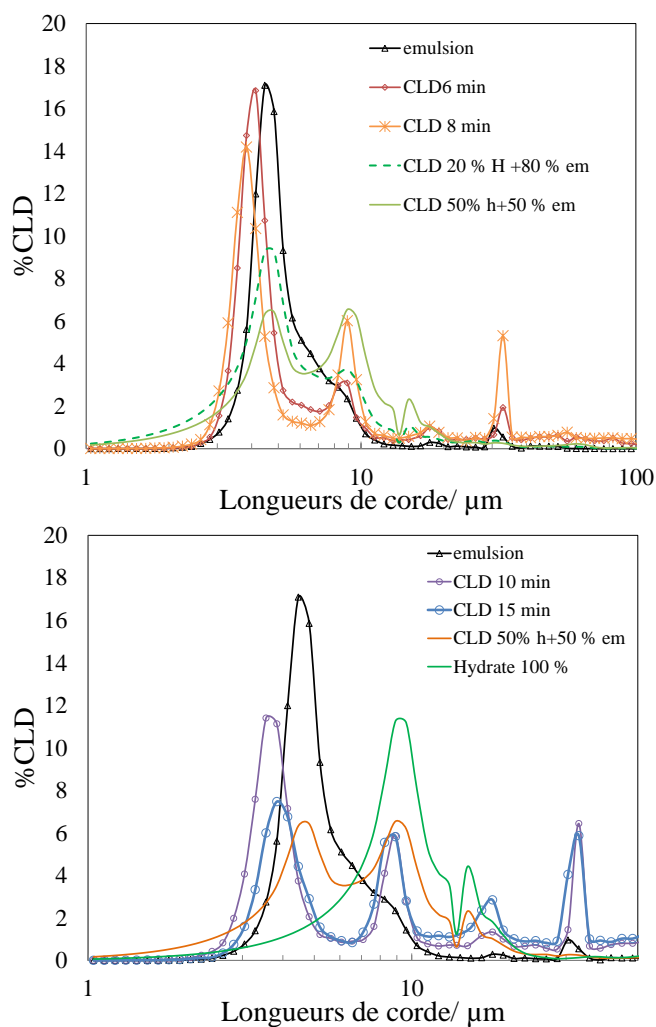 20
18
16
14
12
10
8
6
4
2
0
%CLD
emulsion
CLD6 min
CLD 8 min
CLD 20 % H +80 % em
CLD 50% h+50 % em
1 10 100
Longueurs de corde/ µm
20
18
16
14
12
10
8
6
4
2
0
%CLD
emulsion
CLD 10 min
CLD 15 min
CLD 50% h+50 % em
Hydrate 100 %
1 10
Longueurs de corde/ µm